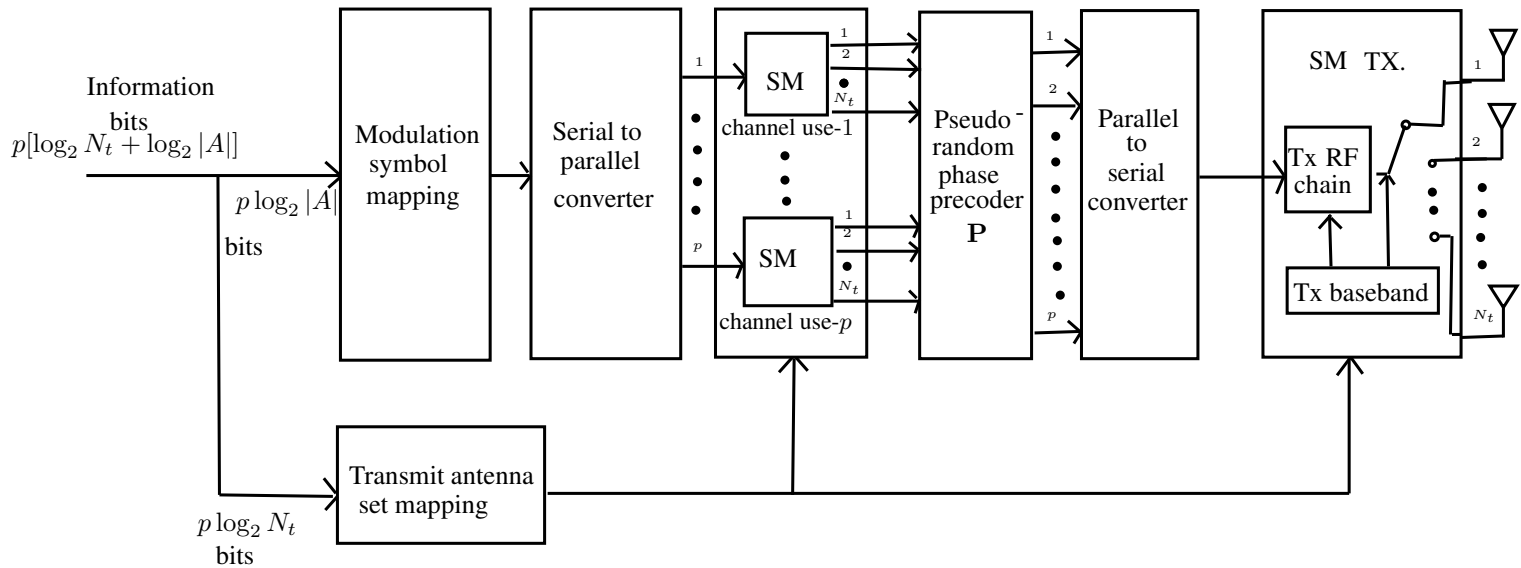 Information
bits
p[log₂ Nₜ + log₂ |A|]
p log₂ |A|
bits
p log₂ Nₜ
bits
Modulation
symbol
mapping
Serial to
parallel
converter
1
p
SM
1
2
Nₜ
channel use-1
SM
1
2
Nₜ
channel use-p
Pseudo-
random
phase
precoder
P
1
2
p
Parallel
to
serial
converter
SM TX.
Tx RF
chain
Tx baseband
1
2
Nₜ
Transmit antenna
set mapping